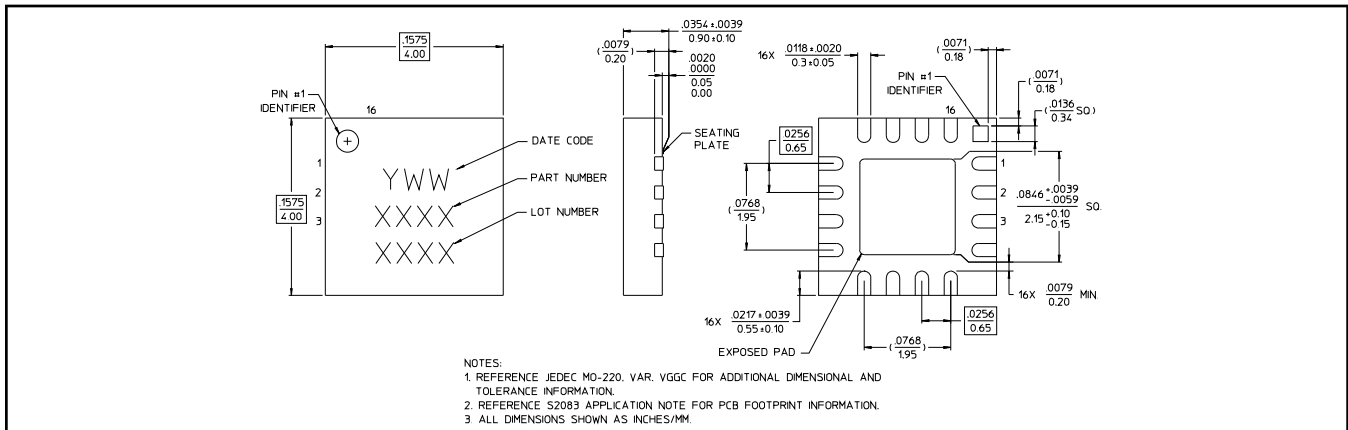 .1575
4.00
PIN #1
IDENTIFIER
16
1
2
3
.1575
4.00
YWW
XXXX
XXXX
DATE CODE
PART NUMBER
LOT NUMBER
.0354±.0039
0.90±0.10
(.0079
0.20)
.0020
.0000
0.05
0.00
SEATING
PLATE
16X .0118±.0020
0.3±0.05
(.0071
0.18)
PIN #1
IDENTIFIER
16
(.0071
0.18)
(.0136
0.34 SQ.)
.0256
0.65
(.0768
1.95)
1
2
3
.0846 +.0039
-.0059 SQ.
2.15 +0.10
-0.15
16X .0079 MIN.
0.20
16X .0217±.0039
0.55±0.10
.0256
0.65
(.0768
1.95)
EXPOSED PAD
NOTES:
1. REFERENCE JEDEC MO-220, VAR. VGGC FOR ADDITIONAL DIMENSIONAL AND
TOLERANCE INFORMATION.
2. REFERENCE S2083 APPLICATION NOTE FOR PCB FOOTPRINT INFORMATION.
3. ALL DIMENSIONS SHOWN AS INCHES/MM.